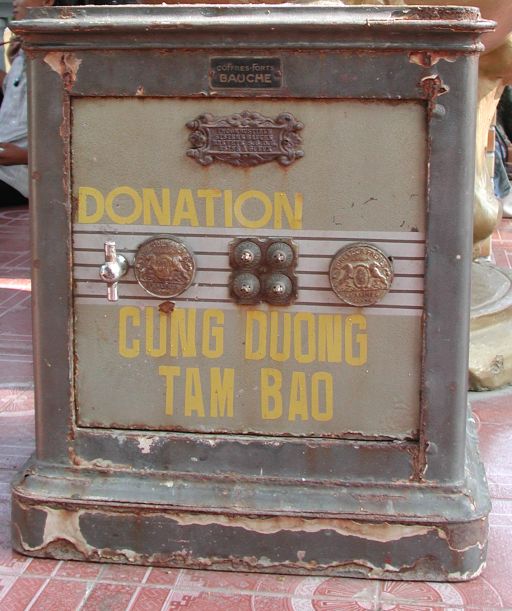 COFFRES-FORTS
BAUCHE
DONATION
CUNG DUONG
TAM BAO